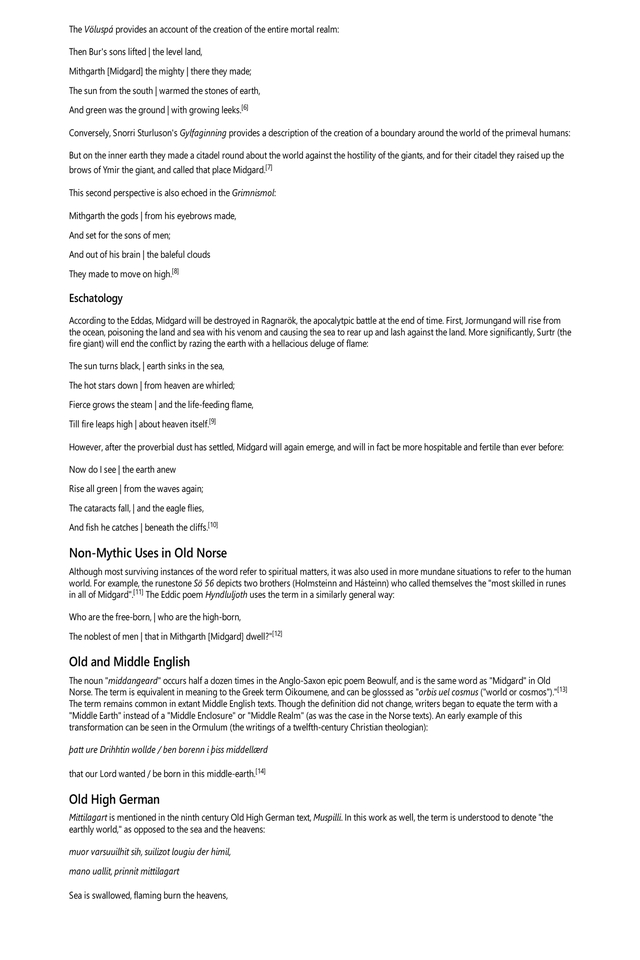 The Völuspá provides an account of the creation of the entire mortal realm:
Then Bur's sons lifted | the level land,
Mithgarth [Midgard] the mighty | there they made;
The sun from the south | warmed the stones of earth,
And green was the ground | with growing leeks.[6]
Conversely, Snorri Sturluson's Gylfaginning provides a description of the creation of a boundary around the world of the primeval humans:
But on the inner earth they made a citadel round about the world against the hostility of the giants, and for their citadel they raised up the
brows of Ymir the giant, and called that place Midgard.[7]
This second perspective is also echoed in the Grimnismol:
Mithgarth the gods | from his eyebrows made,
And set for the sons of men;
And out of his brain | the baleful clouds
They made to move on high.[8]
Eschatology
According to the Eddas, Midgard will be destroyed in Ragnarök, the apocalytpic battle at the end of time. First, Jormungand will rise from
the ocean, poisoning the land and sea with his venom and causing the sea to rear up and lash against the land. More significantly, Surtr (the
fire giant) will end the conflict by razing the earth with a hellacious deluge of flame:
The sun turns black, | earth sinks in the sea,
The hot stars down | from heaven are whirled;
Fierce grows the steam | and the life-feeding flame,
Till fire leaps high | about heaven itself.[9]
However, after the proverbial dust has settled, Midgard will again emerge, and will in fact be more hospitable and fertile than ever before:
Now do I see | the earth anew
Rise all green | from the waves again;
The cataracts fall, | and the eagle flies,
And fish he catches | beneath the cliffs.[10]
Non-Mythic Uses in Old Norse
Although most surviving instances of the word refer to spiritual matters, it was also used in more mundane situations to refer to the human
world. For example, the runestone Sö 56 depicts two brothers (Holmsteinn and Hásteinn) who called themselves the "most skilled in runes
in all of Midgard".[11] The Eddic poem Hyndluljoth uses the term in a similarly general way:
Who are the free-born, | who are the high-born,
The noblest of men | that in Mithgarth [Midgard] dwell?"[12]
Old and Middle English
The noun "middangeard" occurs half a dozen times in the Anglo-Saxon epic poem Beowulf, and is the same word as "Midgard" in Old
Norse. The term is equivalent in meaning to the Greek term Oikoumene, and can be glosssed as "orbis uel cosmus ("world or cosmos")."[13]
The term remains common in extant Middle English texts. Though the definition did not change, writers began to equate the term with a
"Middle Earth" instead of a "Middle Enclosure" or "Middle Realm" (as was the case in the Norse texts). An early example of this
transformation can be seen in the Ormulum (the writings of a twelfth-century Christian theologian):
þatt ure Drihhtin wollde / ben borenn i þiss middellærd
that our Lord wanted / be born in this middle-earth.[14]
Old High German
Mittilagart is mentioned in the ninth century Old High German text, Muspilli. In this work as well, the term is understood to denote "the
earthly world," as opposed to the sea and the heavens:
muor varsuuilhit sih, suilizot lougiu der himil,
mano uallit, prinnit mittilagart
Sea is swallowed, flaming burn the heavens,